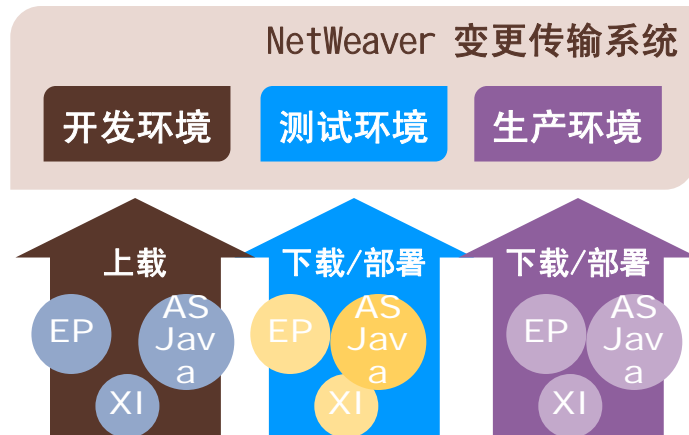 NetWeaver 变更传输系统
开发环境
测试环境
生产环境
上载
下载/部署
下载/部署
EP
AS
Jav
a
XI
EP
AS
Jav
a
XI
EP
AS
Jav
a
XI